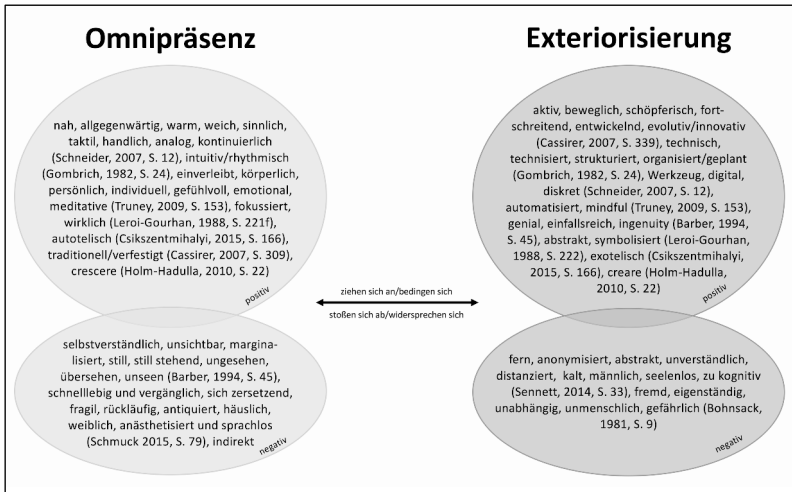 Omnipräsenz
nah, allgegenwärtig, warm, weich, sinnlich,
taktil, handlich, analog, kontinuierlich
(Schneider, 2007, S. 12), intuitiv/rhythmisch
(Gombrich, 1982, S. 24), einverleibt, körperlich,
persönlich, individuell, gefühlvoll, emotional,
meditative (Truney, 2009, S. 153), fokussiert,
wirklich (Leroi-Gourhan, 1988, S. 221f),
autotelisch (Csikszentmihalyi, 2015, S. 166),
traditionell/verfestigt (Cassirer, 2007, S. 309),
crescere (Holm-Hadulla, 2010, S. 22)
positiv
selbstverständlich, unsichtbar, margina-
lisiert, still, still stehend, ungesehen,
übersehen, unseen (Barber, 1994, S. 45),
schnelllebig und vergänglich, sich zersetzend,
fragil, rückläufig, antiquiert, häuslich,
weiblich, anästhetisiert und sprachlos
(Schmuck 2015, S. 79), indirekt
negativ
ziehen sich an/bedingen sich
stoßen sich ab/widersprechen sich
Exteriorisierung
aktiv, beweglich, schöpferisch, fort-
schreitend, entwickelnd, evolutiv/innovativ
(Cassirer, 2007, S. 339), technisch,
technisiert, strukturiert, organisiert/geplant
(Gombrich, 1982, S. 24), Werkzeug, digital,
diskret (Schneider, 2007, S. 12),
automatisiert, mindful (Truney, 2009, S. 153),
genial, einfallsreich, ingenuity (Barber, 1994,
S. 45), abstrakt, symbolisiert (Leroi-Gourhan,
1988, S. 222), exotelisch (Csikszentmihalyi,
2015, S. 166), creare (Holm-Hadulla,
2010, S. 22)
positiv
fern, anonymisiert, abstrakt, unverständlich,
distanziert, kalt, männlich, seelenlos, zu kognitiv
(Sennett, 2014, S. 33), fremd, eigenständig,
unabhängig, unmenschlich, gefährlich (Bohnsack,
1981, S. 9)
negativ